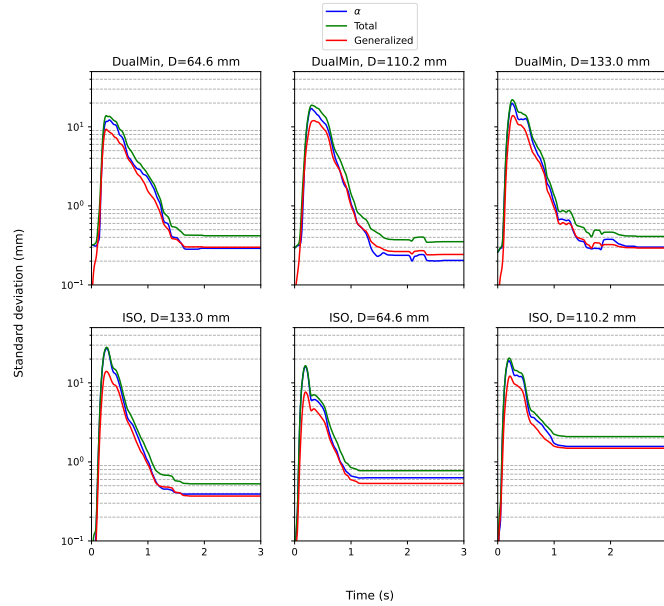 α
Total
Generalized
DualMin, D=64.6 mm
DualMin, D=110.2 mm
DualMin, D=133.0 mm
10¹
10⁰
10⁻¹
Standard deviation (mm)
ISO, D=133.0 mm
ISO, D=64.6 mm
ISO, D=110.2 mm
10¹
10⁰
10⁻¹
0 1 2 3
0 1 2 3
0 1 2
Time (s)